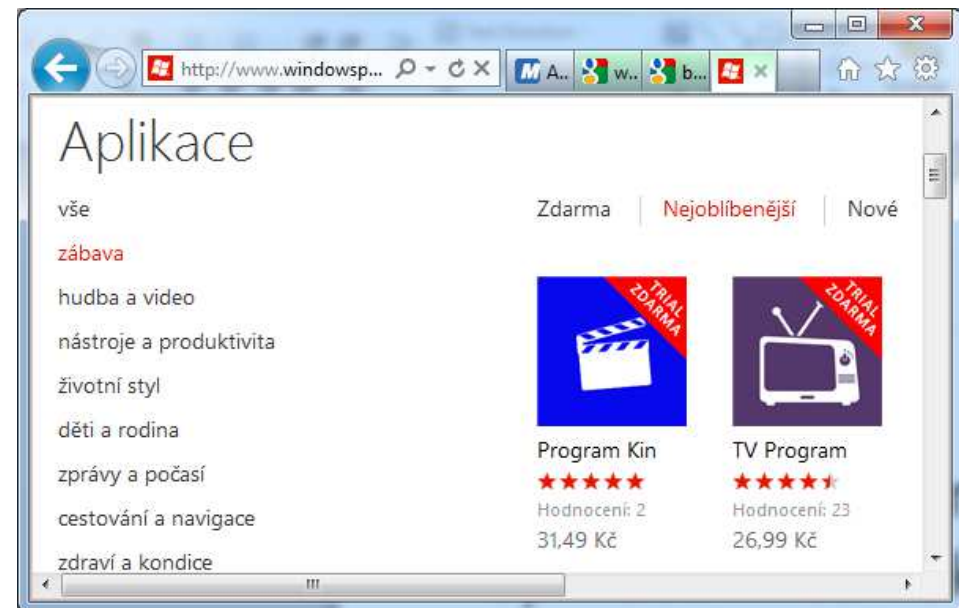 http://www.windowsp...
A..
w..
b...
Aplikace
vše
zábava
hudba a video
nástroje a produktivita
životní styl
děti a rodina
zprávy a počasí
cestování a navigace
zdraví a kondice
Zdarma Nejoblíbenější Nové
TRIAL ZDARMA
TRIAL ZDARMA
Program Kin
Hodnocení: 2
31,49 Kč
TV Program
Hodnocení: 23
26,99 Kč